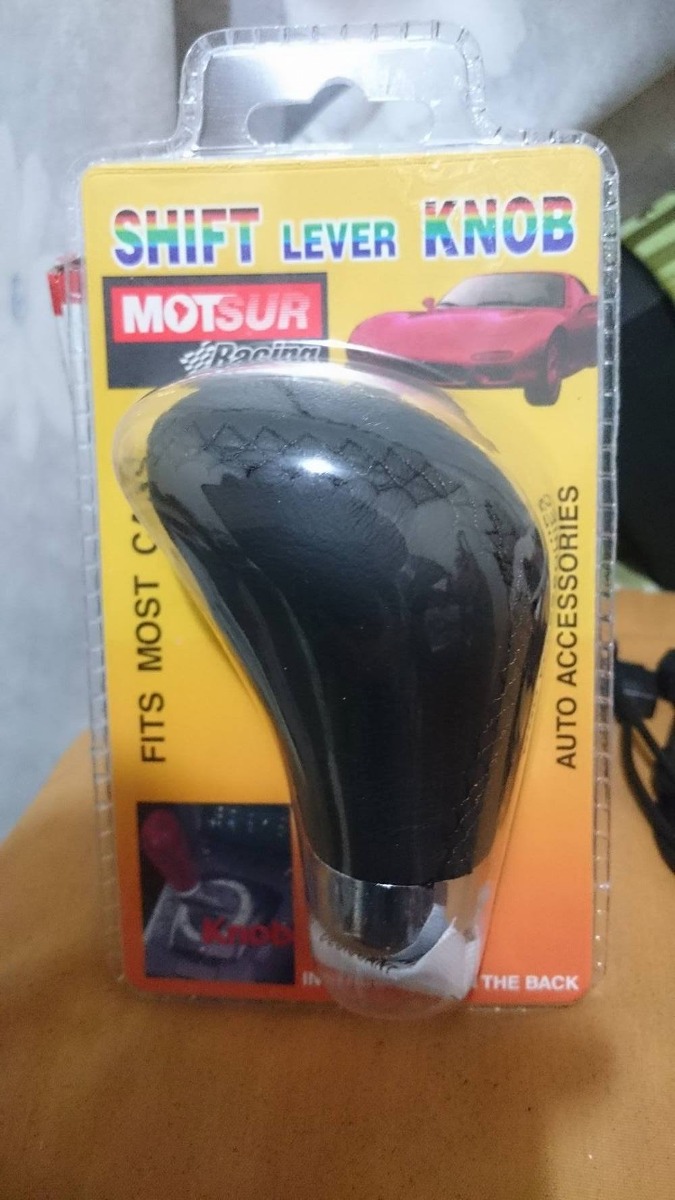 SHIFT LEVER KNOB
MOTSUR
Racing
FITS MOST
AUTO ACCESSORIES
Knob
THE BACK